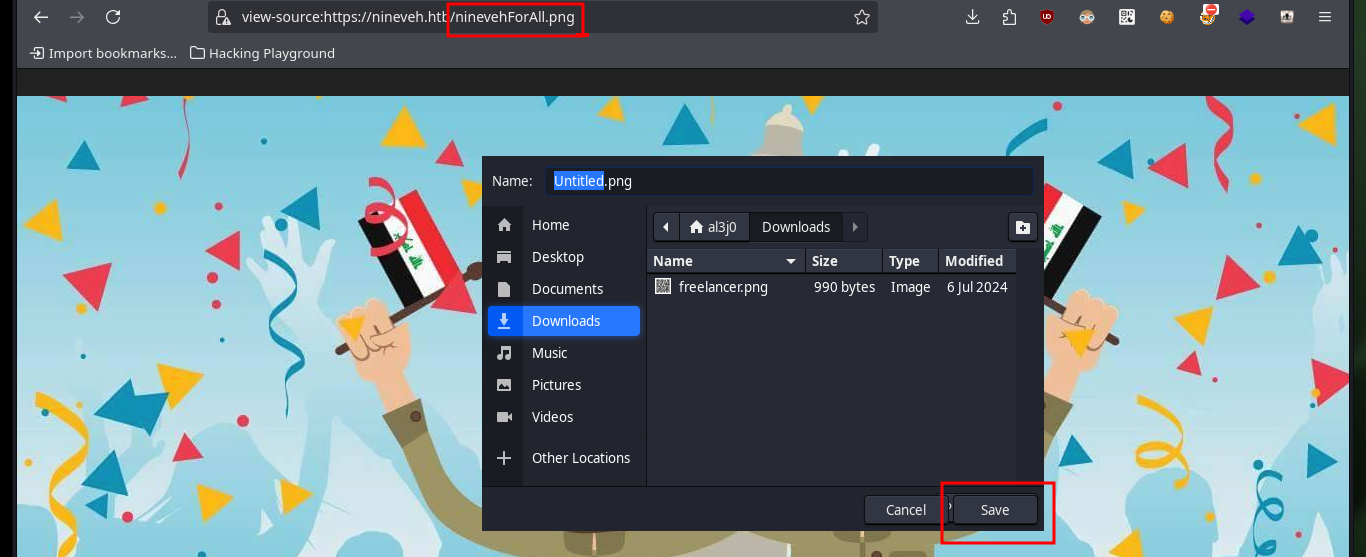 view-source:https://nineveh.htb/ninevehForAll.png
Import bookmarks... Hacking Playground
Name: Untitled.png
Home
Desktop
Documents
Downloads
Music
Pictures
Videos
Other Locations
al3j0 Downloads
Name Size Type Modified
freelancer.png 990 bytes Image 6 Jul 2024
Cancel Save